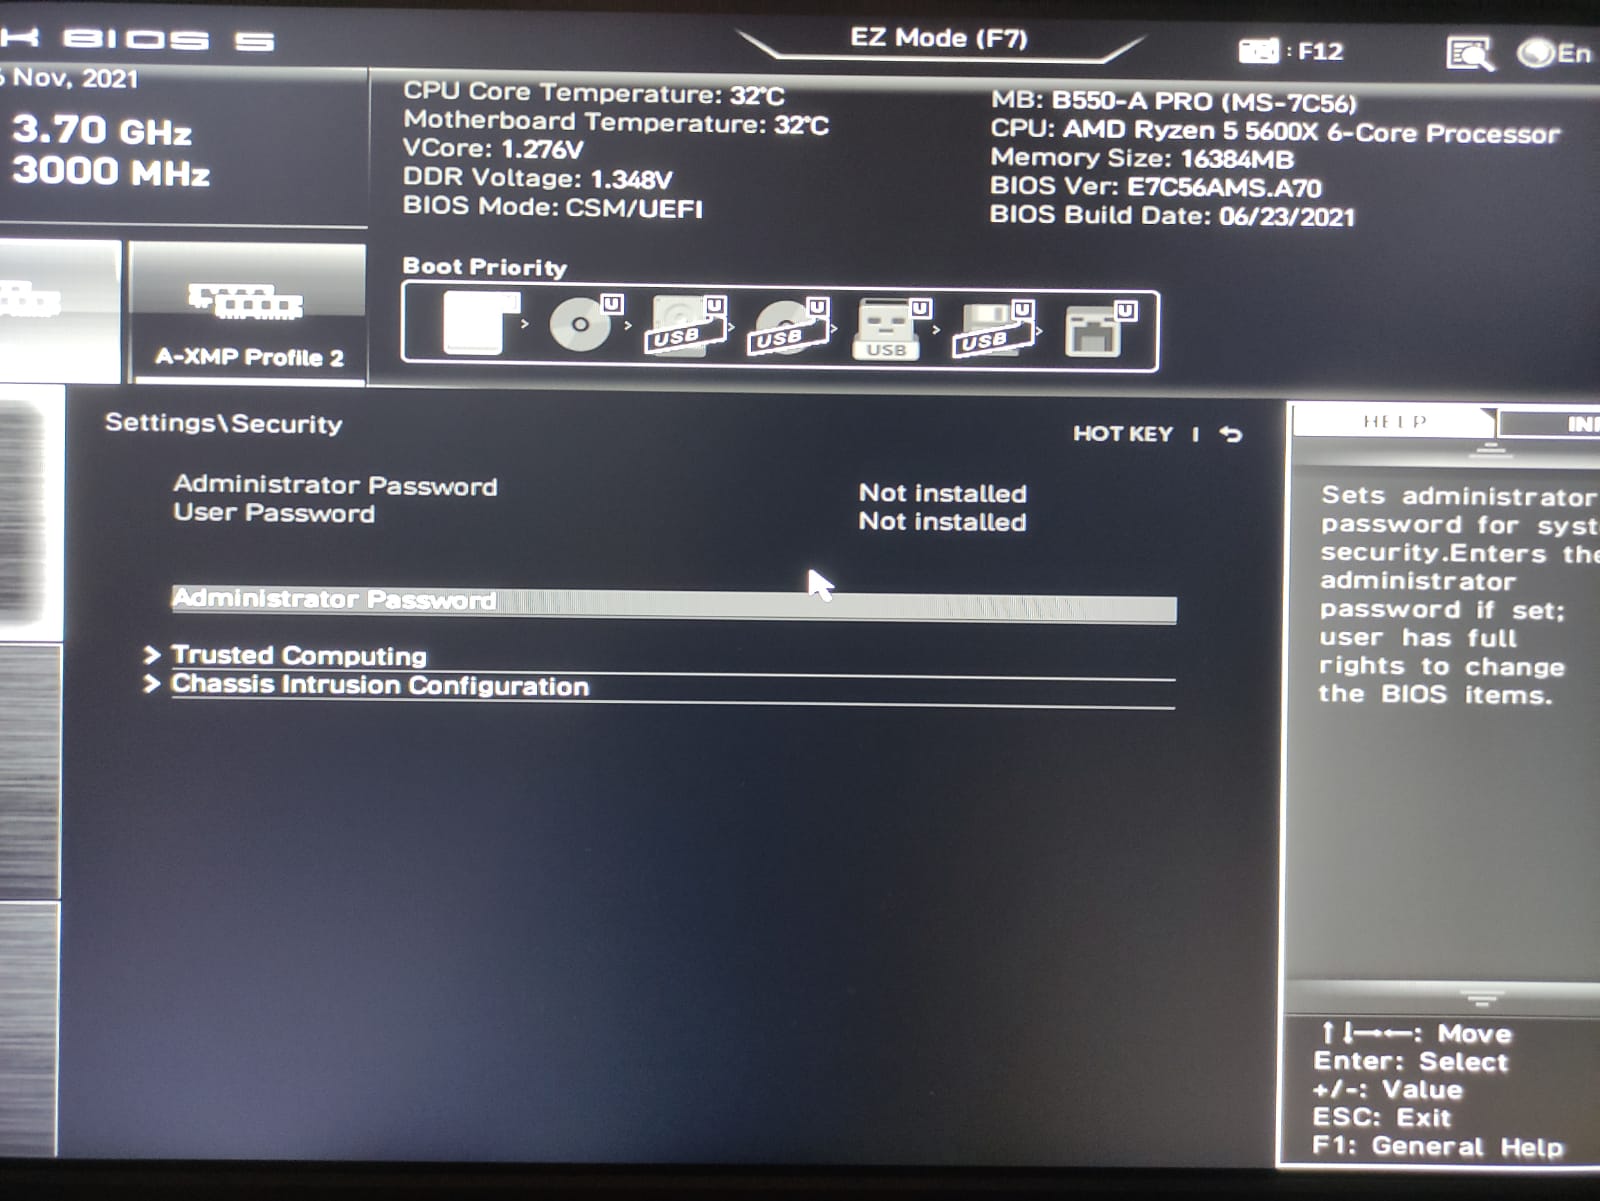 K BIOS 5
EZ Mode (F7)
: F12
En
Nov, 2021
3.70 GHz
3000 MHz
CPU Core Temperature: 32°C
Motherboard Temperature: 32°C
VCore: 1.276V
DDR Voltage: 1.348V
BIOS Mode: CSM/UEFI
MB: B550-A PRO (MS-7C56)
CPU: AMD Ryzen 5 5600X 6-Core Processor
Memory Size: 16384MB
BIOS Ver: E7C56AMS.A70
BIOS Build Date: 06/23/2021
A-XMP Profile 2
Boot Priority
U U U U U U
USB USB USB USB
Settings\Security
HOT KEY |
Administrator Password Not installed
User Password Not installed
Administrator Password
> Trusted Computing
> Chassis Intrusion Configuration
HELP
IN
Sets administrator
password for syst
security.Enters the
administrator
password if set;
user has full
rights to change
the BIOS items.
↑↓→←: Move
Enter: Select
+/-: Value
ESC: Exit
F1: General Help